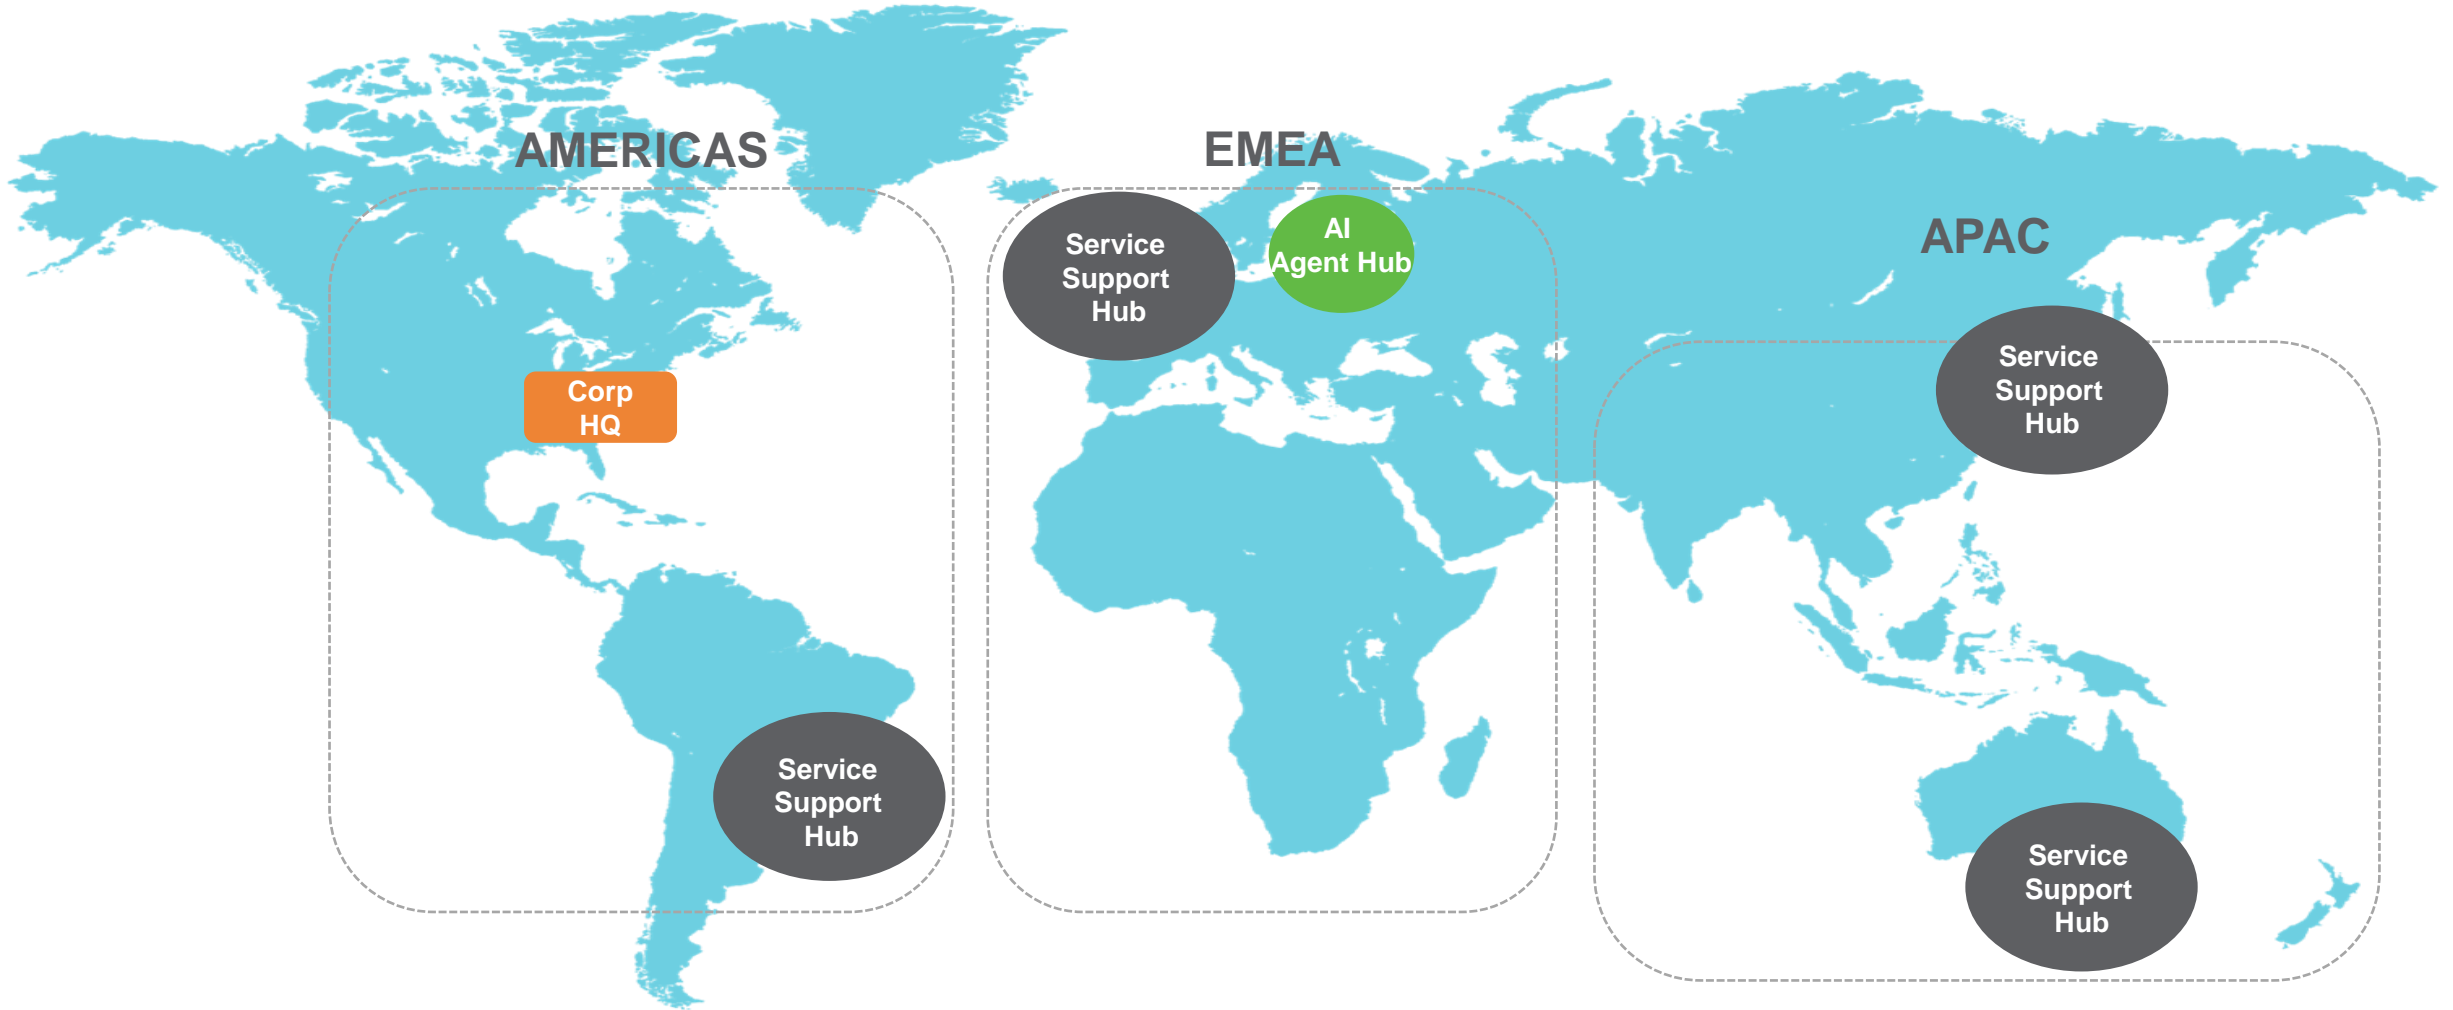 AMERICAS
EMEA
APAC
Service
Support
Hub
AI
Agent Hub
Service
Support
Hub
Corp
HQ
Service
Support
Hub
Service
Support
Hub